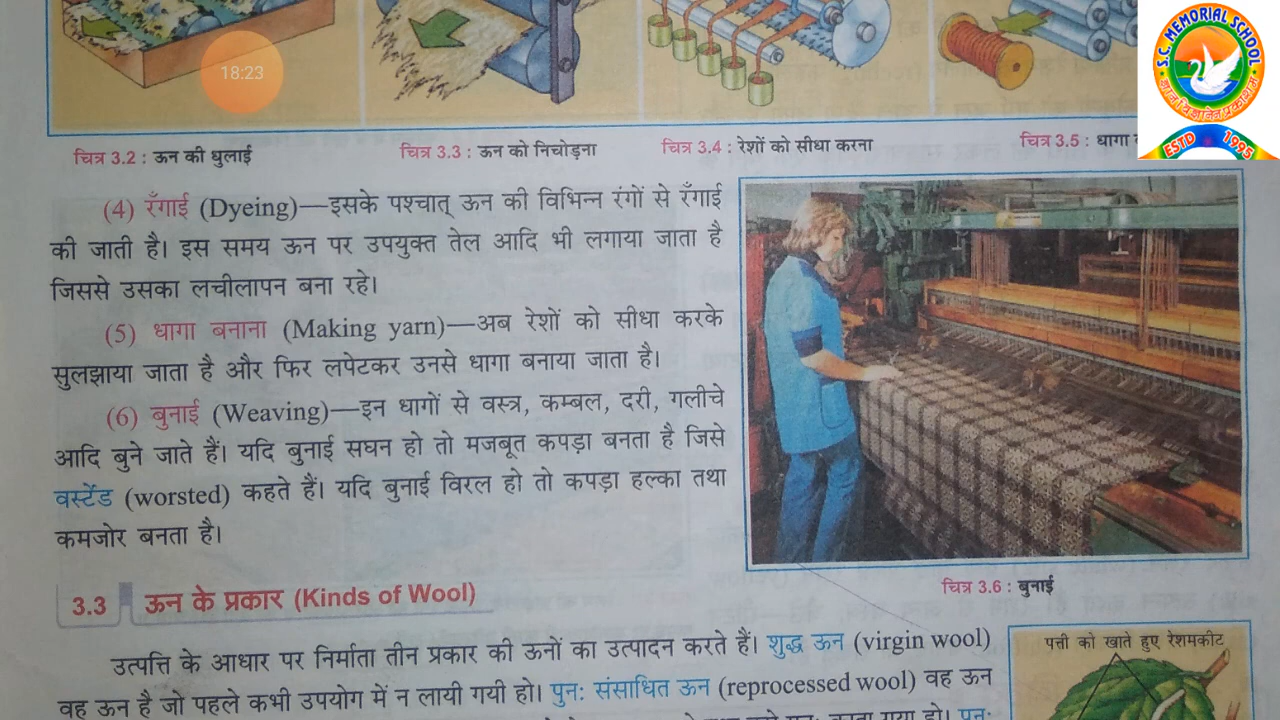 18:23
S.C. MEMORIAL SCHOOL
ESTD 1995
चित्र 3.2 : ऊन की धुलाई
चित्र 3.3 : ऊन को निचोड़ना
चित्र 3.4 : रेशों को सीधा करना
चित्र 3.5 : धागा
(4) रँगाई (Dyeing)—इसके पश्चात् ऊन की विभिन्न रंगों से रँगाई
की जाती है। इस समय ऊन पर उपयुक्त तेल आदि भी लगाया जाता है
जिससे उसका लचीलापन बना रहे।
(5) धागा बनाना (Making yarn)—अब रेशों को सीधा करके
सुलझाया जाता है और फिर लपेटकर उनसे धागा बनाया जाता है।
(6) बुनाई (Weaving)—इन धागों से वस्त्र, कम्बल, दरी, गलीचे
आदि बुने जाते हैं। यदि बुनाई सघन हो तो मजबूत कपड़ा बनता है जिसे
वर्स्टेड (worsted) कहते हैं। यदि बुनाई विरल हो तो कपड़ा हल्का तथा
कमजोर बनता है।
चित्र 3.6 : बुनाई
3.3 ऊन के प्रकार (Kinds of Wool)
उत्पत्ति के आधार पर निर्माता तीन प्रकार की ऊनों का उत्पादन करते हैं। शुद्ध ऊन (virgin wool)
वह ऊन है जो पहले कभी उपयोग में न लायी गयी हो। पुन: संसाधित ऊन (reprocessed wool) वह ऊन
पत्ती को खाते हुए रेशमकीट